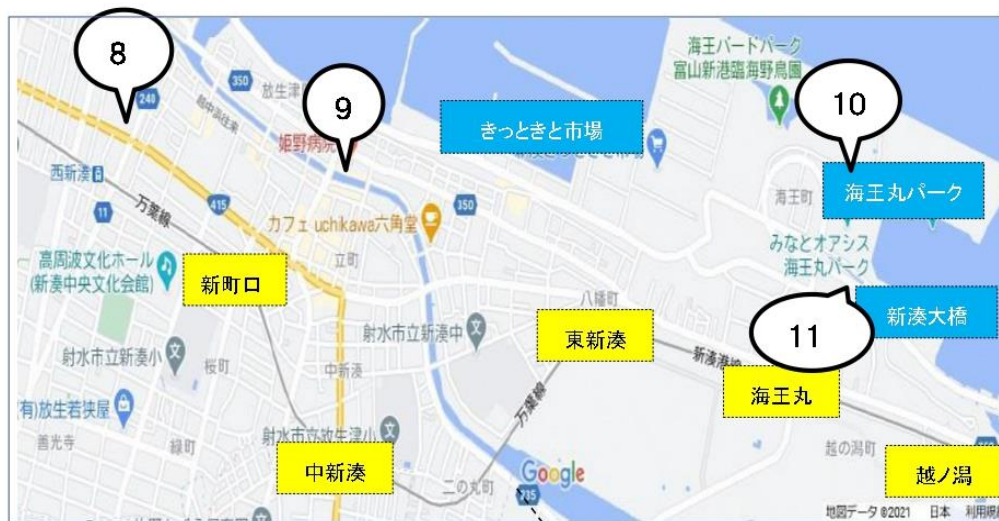 8
9
10
11
240
350
放生津
越中浜往来
姫野病院
きっときと市場
海王バードパーク
富山新港臨海野鳥園
西新湊
万葉線
11
415
350
カフェ uchikawa六角堂
立町
海王町
海王丸パーク
みなとオアシス
海王丸パーク
高周波文化ホール
(新湊中央文化会館)
新町口
八幡町
新湊大橋
射水市立新湊中
東新湊
新湊港線
射水市立新湊小
桜町
中新湊
万葉線
海王丸
(有)放生若狭屋
善光寺
緑町
射水市立放生津小
越の潟町
中新湊
二の丸町
Google
735
越ノ潟
地図データ ©2021
日本
利用規